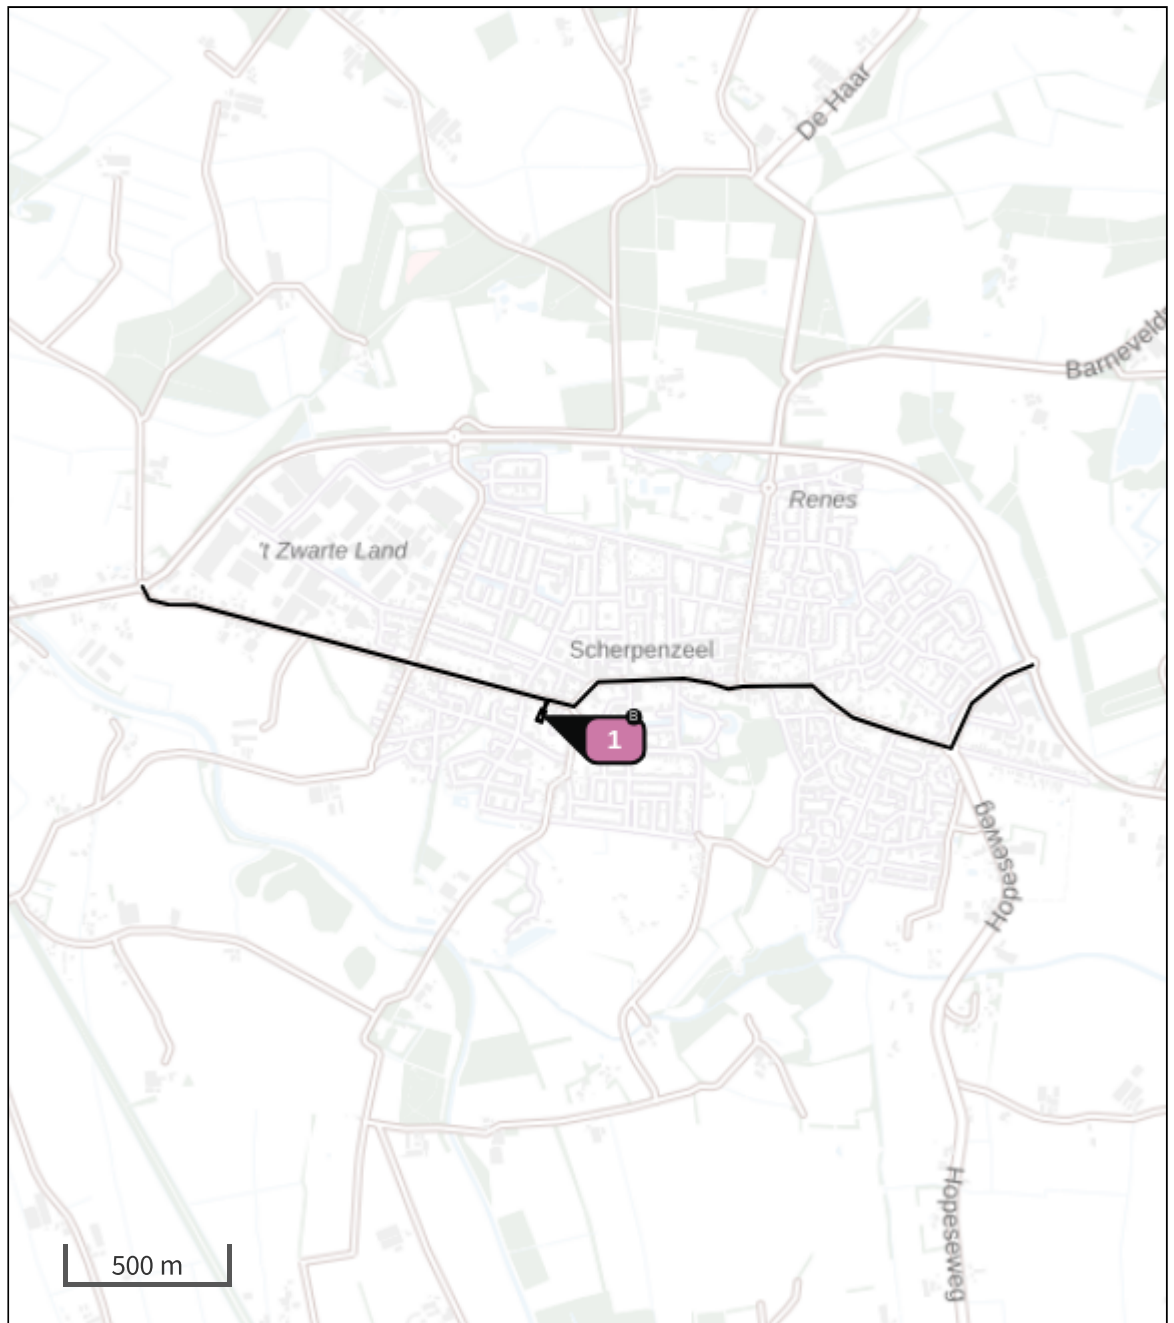 De Haar
Barneveld
Renes
't Zwarte Land
Scherpenzeel
B
1
Hopeseweg
Hopeseweg
500 m